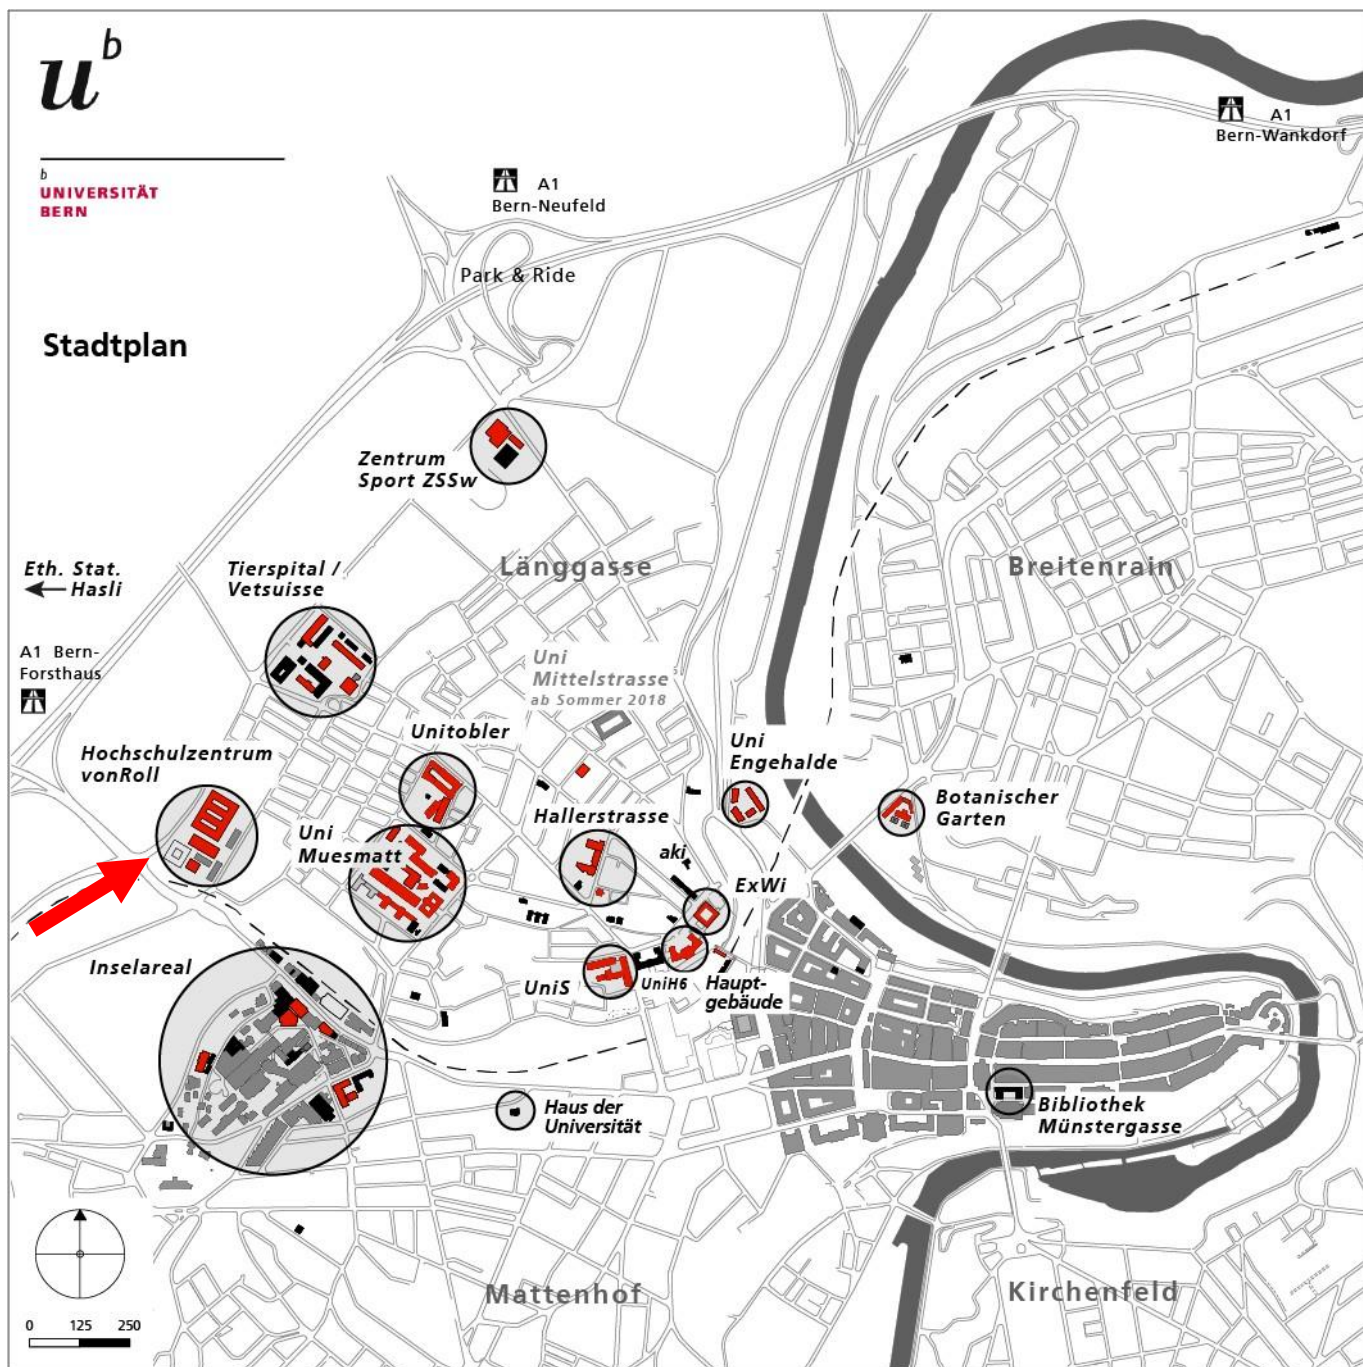 u^b
b
UNIVERSITÄT
BERN
A1
Bern-Wankdorf
A1
Bern-Neufeld
Park & Ride
Stadtplan
Zentrum
Sport ZSSw
Länggasse
Breitenrain
Eth. Stat.
Hasli
Tierspital /
Vetsuisse
A1 Bern-
Forsthaus
Uni
Mittelstrasse
ab Sommer 2018
Unitobler
Uni
Engehalde
Hochschulzentrum
vonRoll
Hallerstrasse
Botanischer
Garten
Uni
Muesmatt
aki
ExWi
Inselareal
UniS
UniH6
Haupt-
gebäude
Haus der
Universität
Bibliothek
Münstergasse
Mattenhof
Kirchenfeld
0 125 250